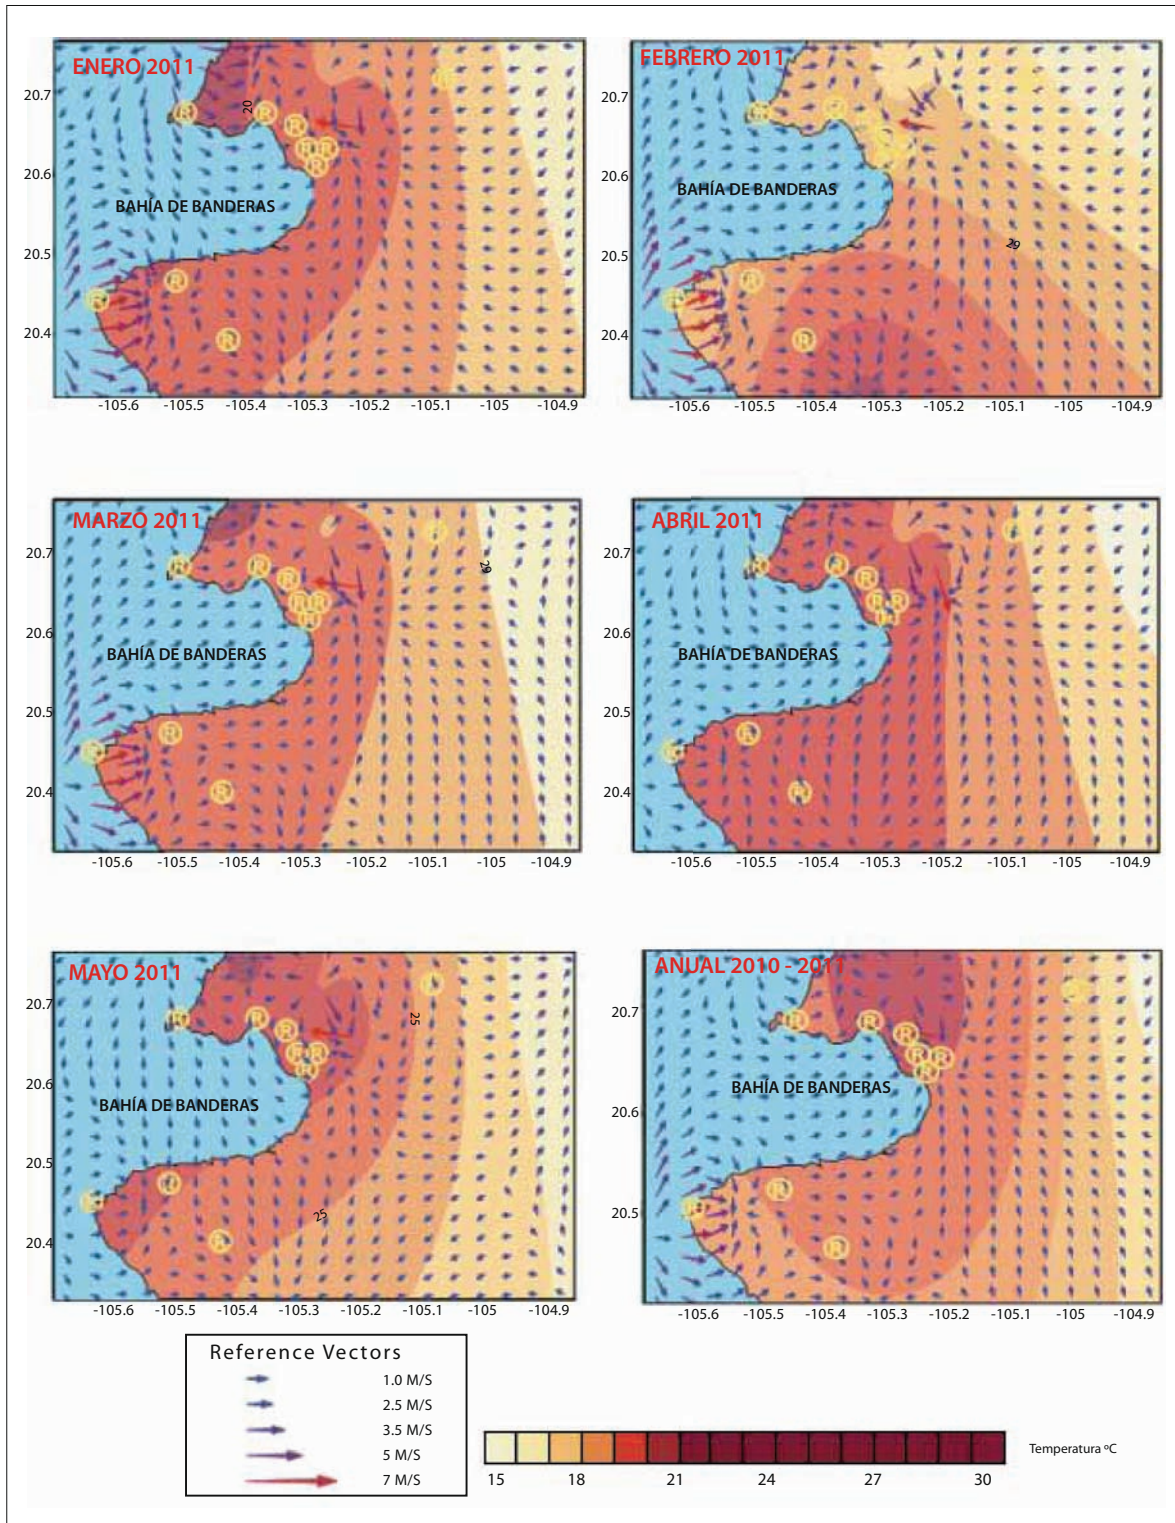 ENERO 2011
20.7
20.6
20.5
20.4
20
BAHÍA DE BANDERAS
-105.6 -105.5 -105.4 -105.3 -105.2 -105.1 -105 -104.9
FEBRERO 2011
20.7
20.6
20.5
20.4
29
BAHÍA DE BANDERAS
-105.6 -105.5 -105.4 -105.3 -105.2 -105.1 -105 -104.9
MARZO 2011
20.7
20.6
20.5
20.4
29
BAHÍA DE BANDERAS
-105.6 -105.5 -105.4 -105.3 -105.2 -105.1 -105 -104.9
ABRIL 2011
20.7
20.6
20.5
20.4
BAHÍA DE BANDERAS
-105.6 -105.5 -105.4 -105.3 -105.2 -105.1 -105 -104.9
MAYO 2011
20.7
20.6
20.5
20.4
25
25
BAHÍA DE BANDERAS
-105.6 -105.5 -105.4 -105.3 -105.2 -105.1 -105 -104.9
ANUAL 2010 - 2011
20.7
20.6
20.5
BAHÍA DE BANDERAS
-105.6 -105.5 -105.4 -105.3 -105.2 -105.1 -105 -104.9
Reference Vectors
1.0 M/S
2.5 M/S
3.5 M/S
5 M/S
7 M/S
15 18 21 24 27 30
Temperatura ºC